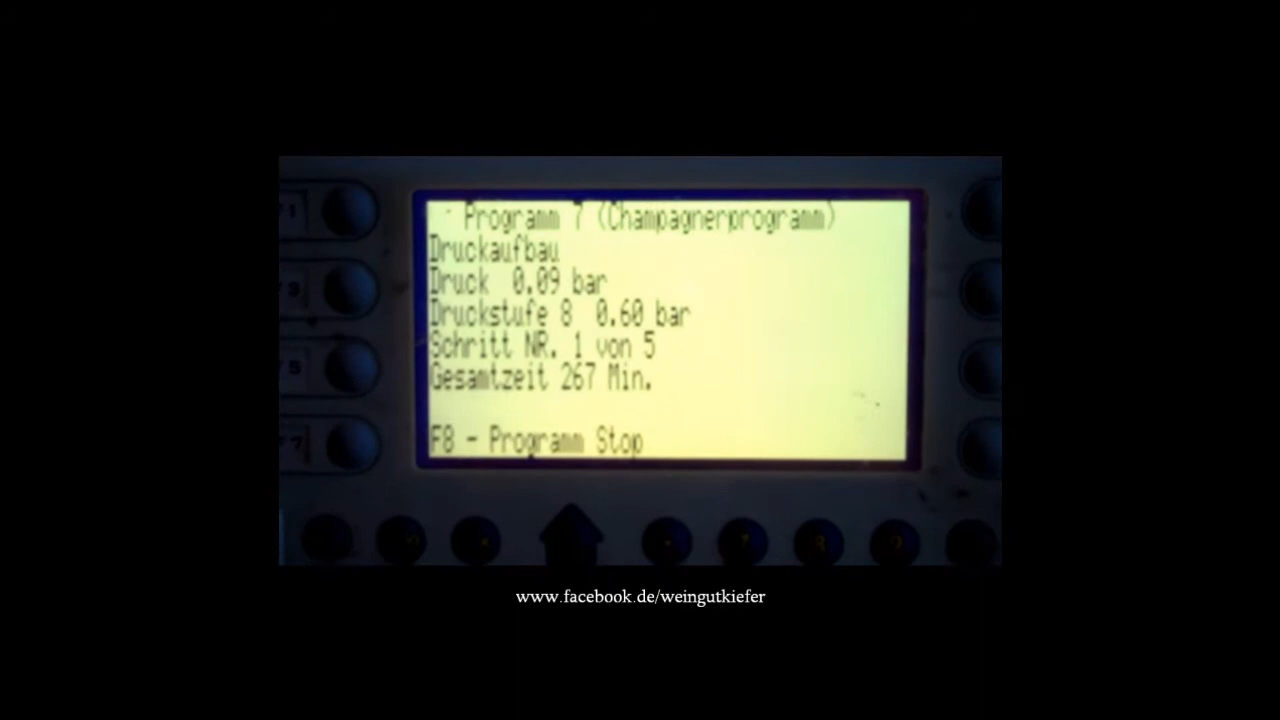 Programm 7 (Champagnerprogramm)
Druckaufbau
Druck 0.09 bar
Druckstufe 8 0.60 bar
Schritt NR. 1 von 5
Gesamtzeit 267 Min.
F8 - Programm Stop
www.facebook.de/weingutkiefer